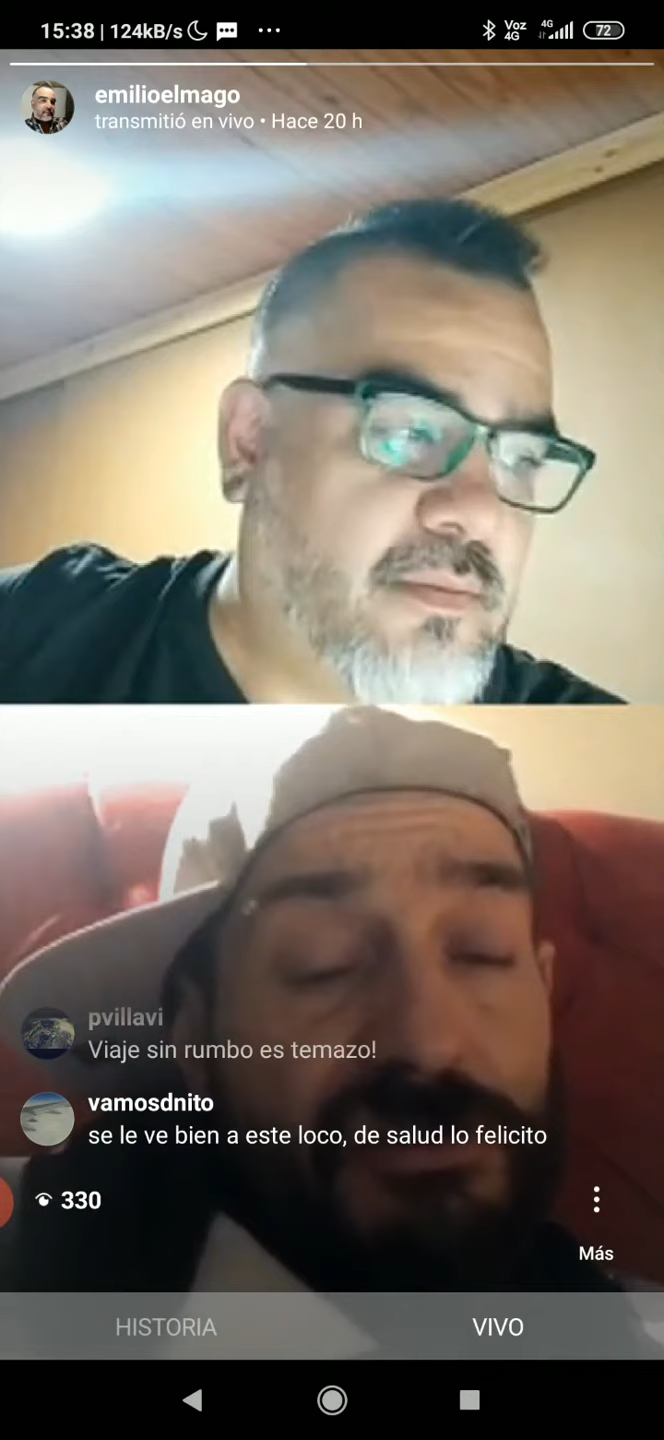 15:38 | 124kB/s ... Voz 4G 4G 72
emilioelmago
transmitió en vivo • Hace 20 h
pvillavi
Viaje sin rumbo es temazo!
vamosdnito
se le ve bien a este loco, de salud lo felicito
330
Más
HISTORIA VIVO